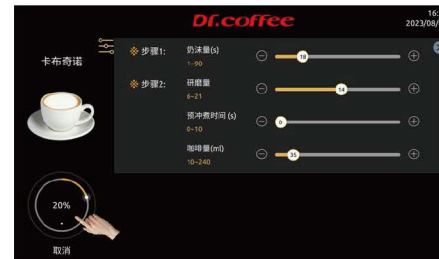 Dr.coffee
16:
2023/08/
卡布奇诺
步骤1:
奶沫量(s)
1~90
18
步骤2:
研磨量
6~21
14
预冲煮时间 (s)
0~10
0
咖啡量(ml)
10~240
35
20%
取消